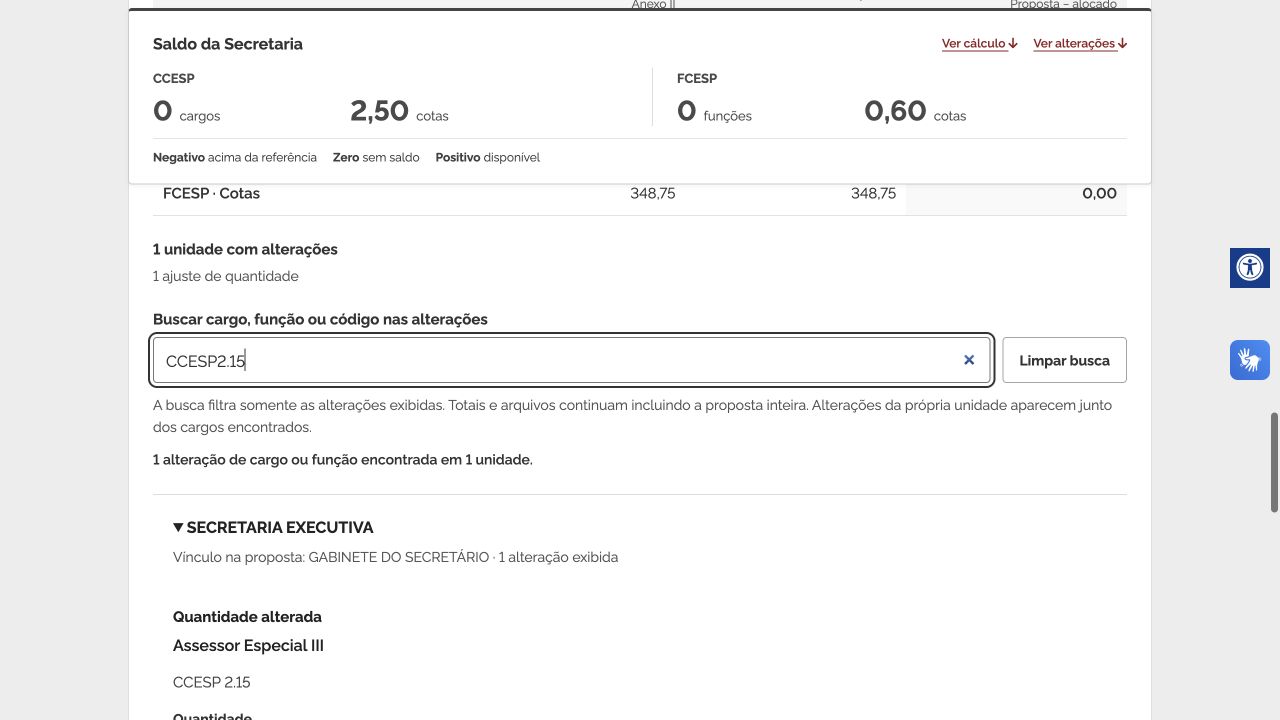 Anexo II
Proposta – alocado
Saldo da Secretaria
Ver cálculo ↓ Ver alterações ↓
CCESP
FCESP
0 cargos 2,50 cotas
0 funções 0,60 cotas
Negativo acima da referência Zero sem saldo Positivo disponível
FCESP · Cotas 348,75 348,75 0,00
1 unidade com alterações
1 ajuste de quantidade
Buscar cargo, função ou código nas alterações
CCESP2.15
Limpar busca
A busca filtra somente as alterações exibidas. Totais e arquivos continuam incluindo a proposta inteira. Alterações da própria unidade aparecem junto
dos cargos encontrados.
1 alteração de cargo ou função encontrada em 1 unidade.
▼ SECRETARIA EXECUTIVA
Vínculo na proposta: GABINETE DO SECRETÁRIO · 1 alteração exibida
Quantidade alterada
Assessor Especial III
CCESP 2.15
Quantidade